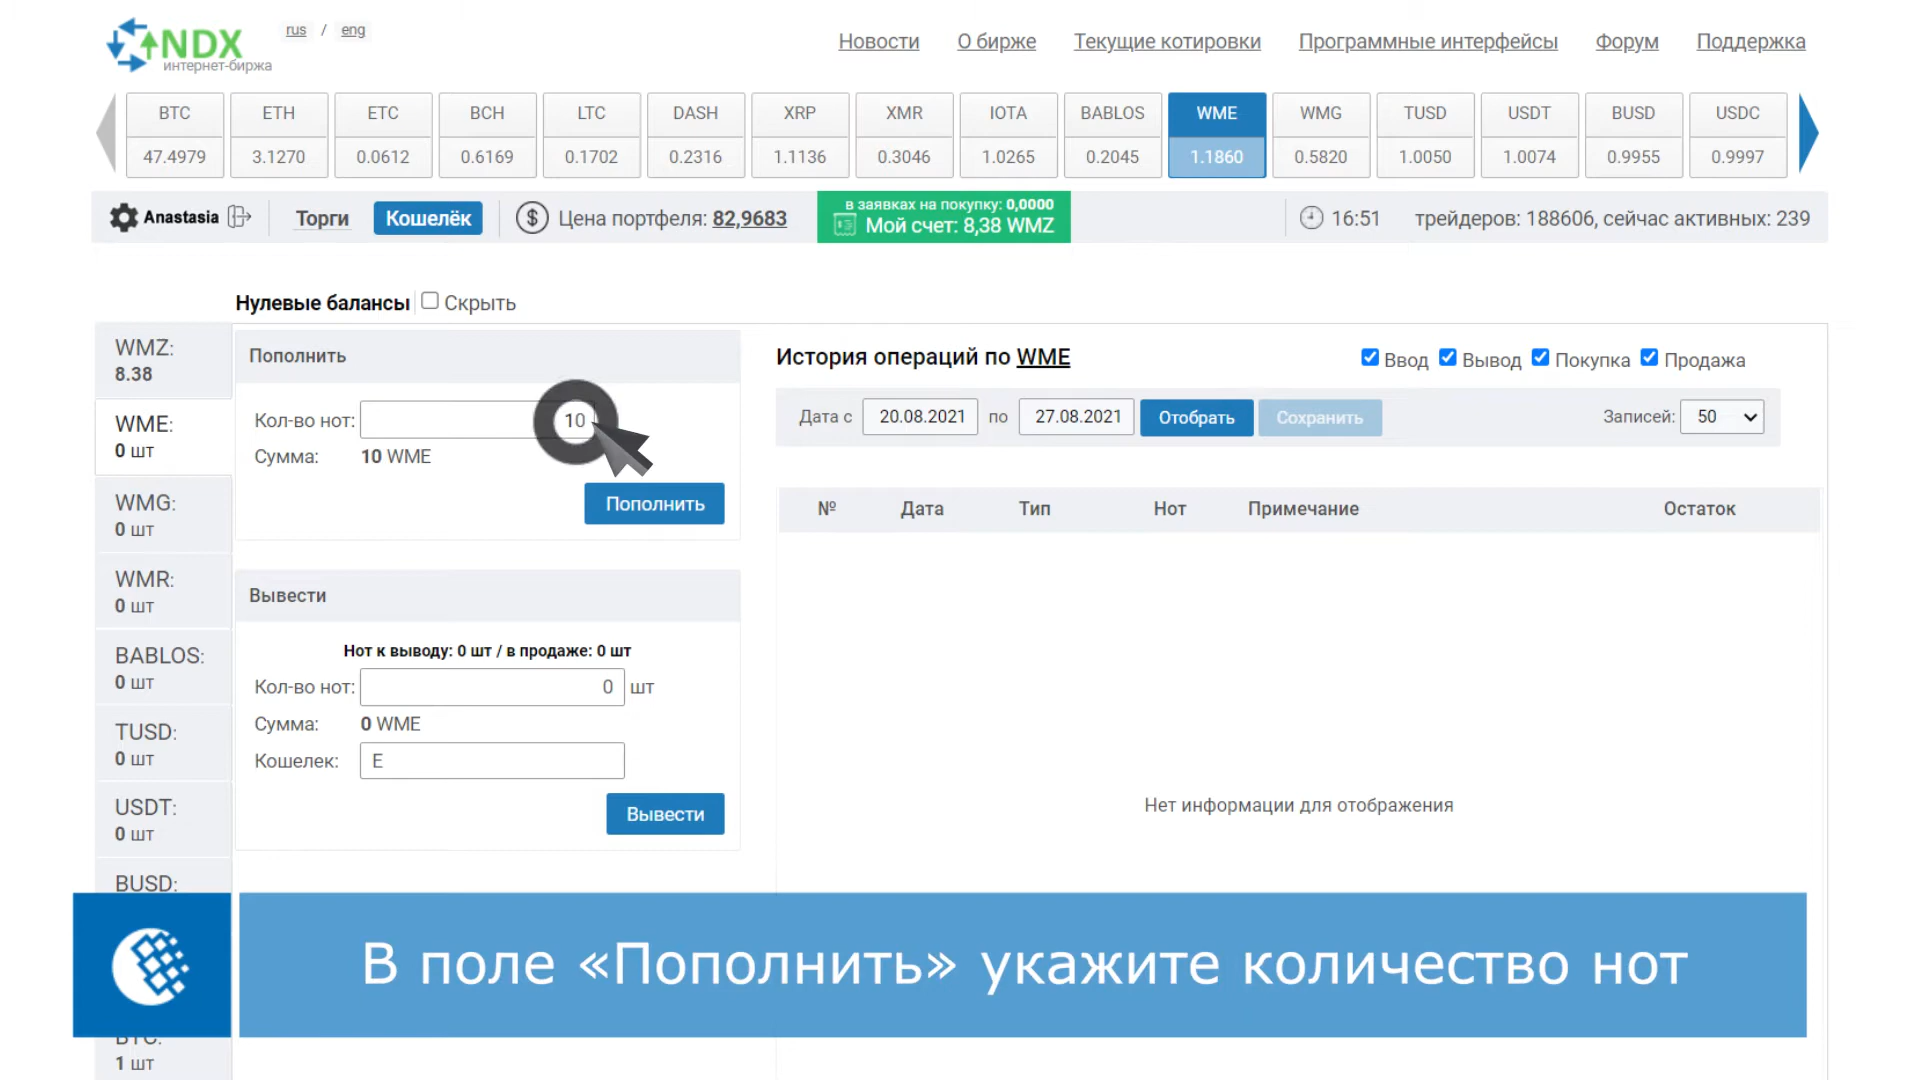 NDX
интернет-биржа
rus / eng
Новости О бирже Текущие котировки Программные интерфейсы Форум Поддержка
BTC ETH ETC BCH LTC DASH XRP XMR IOTA BABLOS WME WMG TUSD USDT BUSD USDC
47.4979 3.1270 0.0612 0.6169 0.1702 0.2316 1.1136 0.3046 1.0265 0.2045 1.1860 0.5820 1.0050 1.0074 0.9955 0.9997
Anastasia Торги Кошелёк $ Цена портфеля: 82,9683
в заявках на покупку: 0,0000
Мой счет: 8,38 WMZ
16:51 трейдеров: 188606, сейчас активных: 239
Нулевые балансы Скрыть
WMZ:
8.38
WME:
0 шт
WMG:
0 шт
WMR:
0 шт
BABLOS:
0 шт
TUSD:
0 шт
USDT:
0 шт
BUSD:
BTC:
1 шт
Пополнить
Кол-во нот: 10
Сумма: 10 WME
Пополнить
Вывести
Нот к выводу: 0 шт / в продаже: 0 шт
Кол-во нот: 0 шт
Сумма: 0 WME
Кошелек: E
Вывести
История операций по WME
Ввод Вывод Покупка Продажа
Дата с 20.08.2021 по 27.08.2021 Отобрать Сохранить Записей: 50
№ Дата Тип Нот Примечание Остаток
Нет информации для отображения
В поле «Пополнить» укажите количество нот